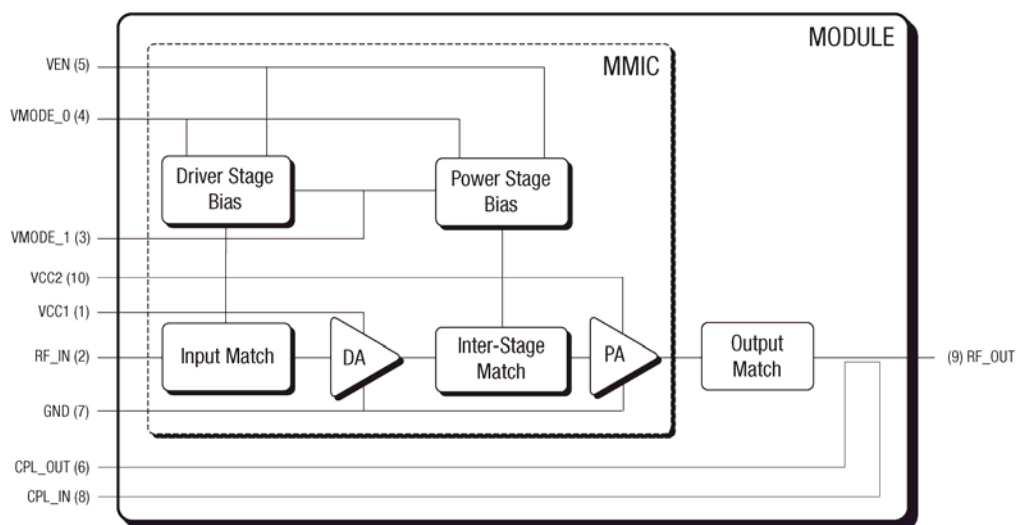 MODULE
MMIC
VEN (5)
VMODE_0 (4)
Driver Stage
Bias
Power Stage
Bias
VMODE_1 (3)
VCC2 (10)
VCC1 (1)
RF_IN (2)
Input Match
DA
Inter-Stage
Match
PA
Output
Match
(9) RF_OUT
GND (7)
CPL_OUT (6)
CPL_IN (8)